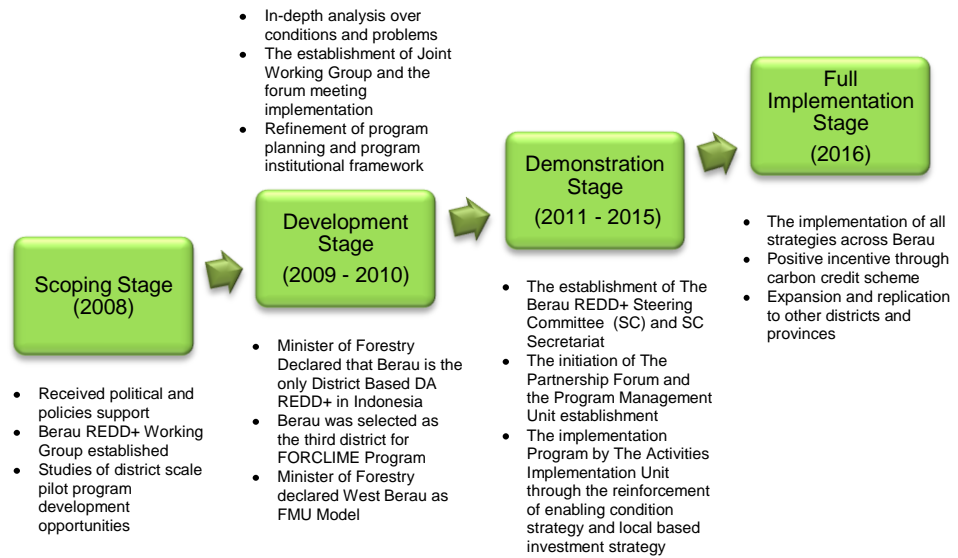 Scoping Stage
(2008)
• Received political and
policies support
• Berau REDD+ Working
Group established
• Studies of district scale
pilot program
development
opportunities
• In-depth analysis over
conditions and problems
• The establishment of Joint
Working Group and the
forum meeting
implementation
• Refinement of program
planning and program
institutional framework
Development
Stage
(2009 - 2010)
• Minister of Forestry
Declared that Berau is the
only District Based DA
REDD+ in Indonesia
• Berau was selected as
the third district for
FORCLIME Program
• Minister of Forestry
declared West Berau as
FMU Model
Demonstration
Stage
(2011 - 2015)
• The establishment of The
Berau REDD+ Steering
Committee (SC) and SC
Secretariat
• The initiation of The
Partnership Forum and
the Program Management
Unit establishment
• The implementation
Program by The Activities
Implementation Unit
through the reinforcement
of enabling condition
strategy and local based
investment strategy
Full
Implementation
Stage
(2016)
• The implementation of all
strategies across Berau
• Positive incentive through
carbon credit scheme
• Expansion and replication
to other districts and
provinces